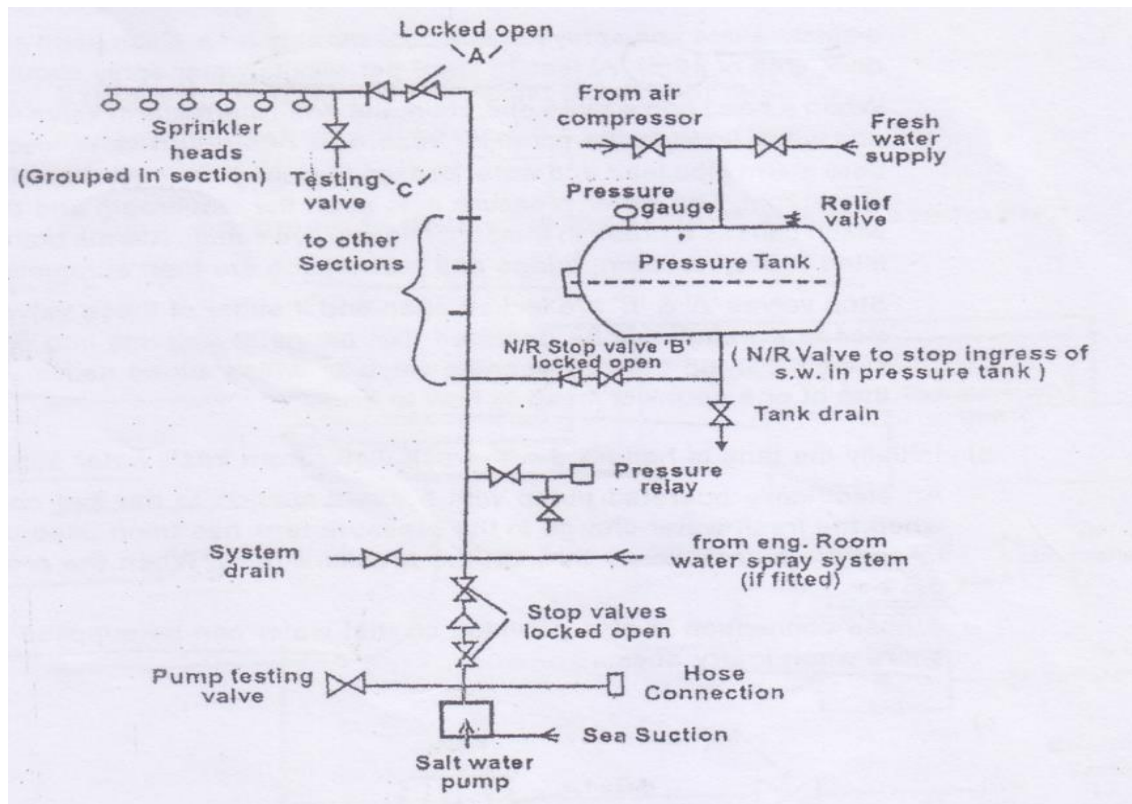 Locked open
A
Sprinkler
heads
(Grouped in section)
Testing "C"
valve
to other
Sections
From air
compressor
Fresh
water
supply
Pressure
gauge
Relief
valve
Pressure Tank
N/R Stop valve "B"
locked open
( N/R Valve to stop ingress of
s.w. in pressure tank )
Tank drain
Pressure
relay
System
drain
from eng. Room
water spray system
(if fitted)
Stop valves
locked open
Pump testing
valve
Hose
Connection
Sea Suction
Salt water
pump